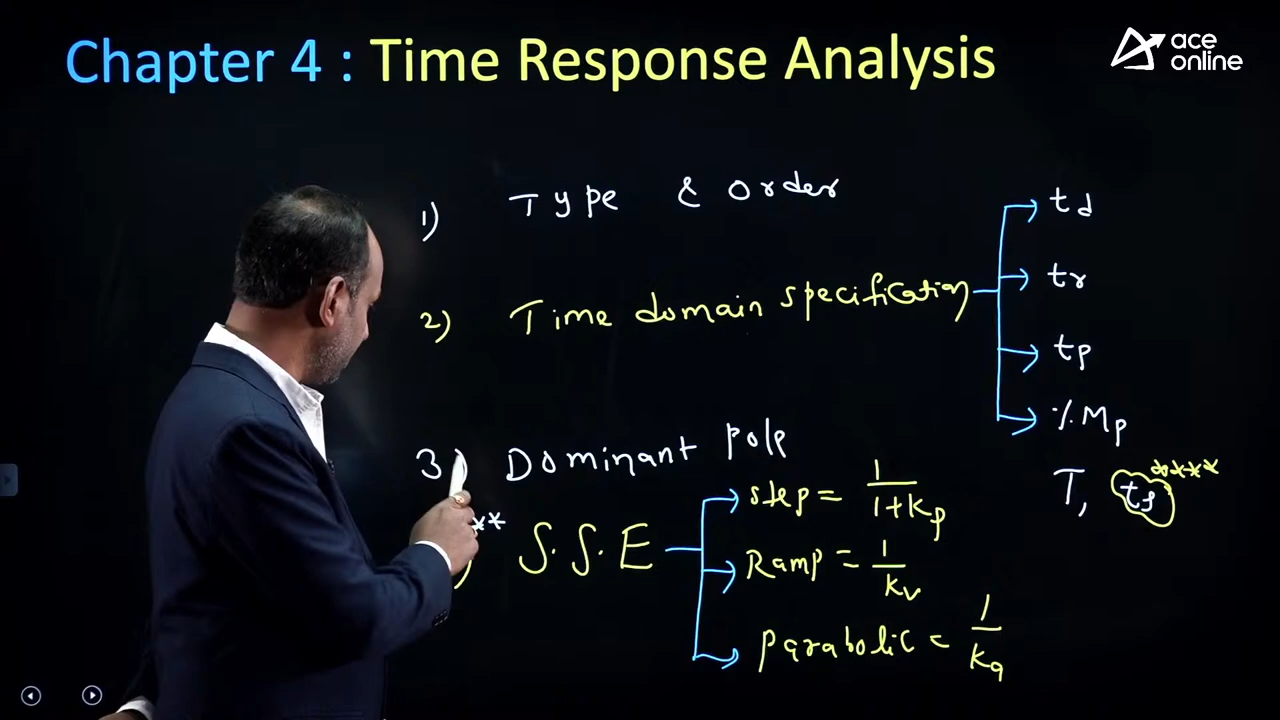 Chapter 4 : Time Response Analysis
ace
online
1) Type & Order
2) Time domain specification
td
tr
tp
%Mp
T, ts ****
3) Dominant pole
** S.S.E
step = 1/(1+Kp)
Ramp = 1/Kv
parabolic = 1/Ka